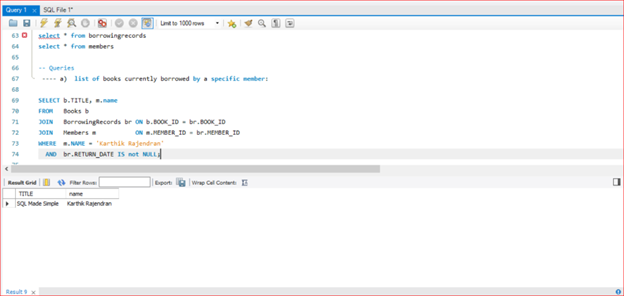 Query 1 SQL File 1*
Limit to 1000 rows
63 select * from borrowingrecords
64 select * from members
65
66 -- Queries
67 ---- a) list of books currently borrowed by a specific member:
68
69 SELECT b.TITLE, m.name
70 FROM Books b
71 JOIN BorrowingRecords br ON b.BOOK_ID = br.BOOK_ID
72 JOIN Members m ON m.MEMBER_ID = br.MEMBER_ID
73 WHERE m.NAME = 'Karthik Rajendran'
74 AND br.RETURN_DATE IS not NULL;
Result Grid Filter Rows: Export: Wrap Cell Content:
TITLE name
SQL Made Simple Karthik Rajendran
Result 9